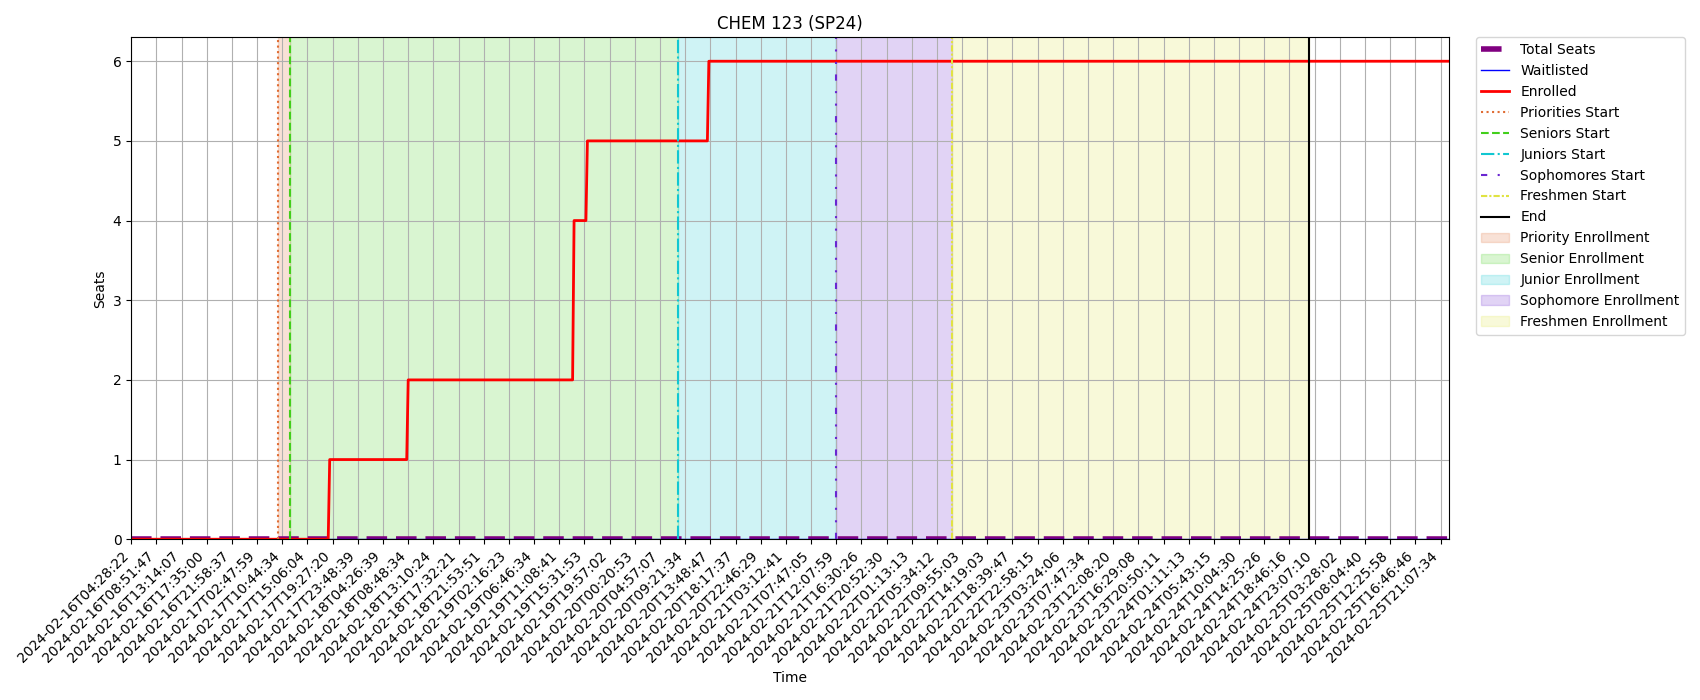 CHEM 123 (SP24)
Seats
6
5
4
3
2
1
0
2024-02-16T04:28:22
2024-02-16T08:51:47
2024-02-16T13:14:07
2024-02-16T17:35:00
2024-02-16T21:58:37
2024-02-17T02:47:59
2024-02-17T10:44:34
2024-02-17T15:06:04
2024-02-17T19:27:20
2024-02-17T23:48:39
2024-02-18T04:26:39
2024-02-18T08:48:34
2024-02-18T13:10:24
2024-02-18T17:32:21
2024-02-18T21:53:51
2024-02-19T02:16:23
2024-02-19T06:46:34
2024-02-19T11:08:41
2024-02-19T15:31:53
2024-02-19T19:57:02
2024-02-20T00:20:53
2024-02-20T04:57:07
2024-02-20T09:21:34
2024-02-20T13:48:47
2024-02-20T18:17:37
2024-02-20T22:46:29
2024-02-21T03:12:41
2024-02-21T07:47:05
2024-02-21T12:07:59
2024-02-21T16:30:26
2024-02-21T20:52:30
2024-02-22T01:13:13
2024-02-22T05:34:12
2024-02-22T09:55:03
2024-02-22T14:19:03
2024-02-22T18:39:47
2024-02-22T22:58:15
2024-02-23T03:24:06
2024-02-23T07:47:34
2024-02-23T12:08:20
2024-02-23T16:29:08
2024-02-23T20:50:11
2024-02-24T01:11:13
2024-02-24T05:43:15
2024-02-24T10:04:30
2024-02-24T14:25:26
2024-02-24T18:46:16
2024-02-24T23:07:10
2024-02-25T03:28:02
2024-02-25T08:04:40
2024-02-25T12:25:58
2024-02-25T16:46:46
2024-02-25T21:07:34
Time
Total Seats
Waitlisted
Enrolled
Priorities Start
Seniors Start
Juniors Start
Sophomores Start
Freshmen Start
End
Priority Enrollment
Senior Enrollment
Junior Enrollment
Sophomore Enrollment
Freshmen Enrollment